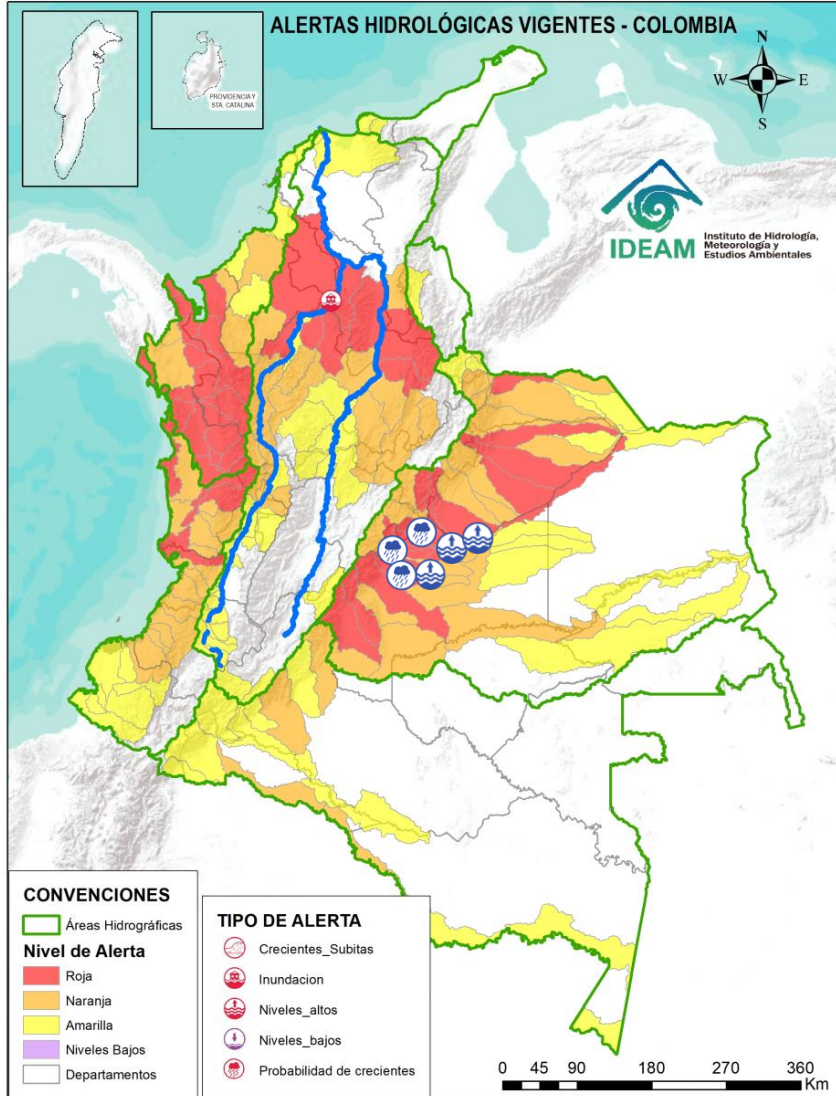 ALERTAS HIDROLÓGICAS VIGENTES - COLOMBIA
PROVIDENCIA Y
STA. CATALINA
N
W
E
S
IDEAM
Instituto de Hidrología,
Meteorología y
Estudios Ambientales
CONVENCIONES
Áreas Hidrográficas
Nivel de Alerta
Roja
Naranja
Amarilla
Niveles Bajos
Departamentos
TIPO DE ALERTA
Crecientes_Subitas
Inundacion
Niveles_altos
Niveles_bajos
Probabilidad de crecientes
0 45 90 180 270 360
Km